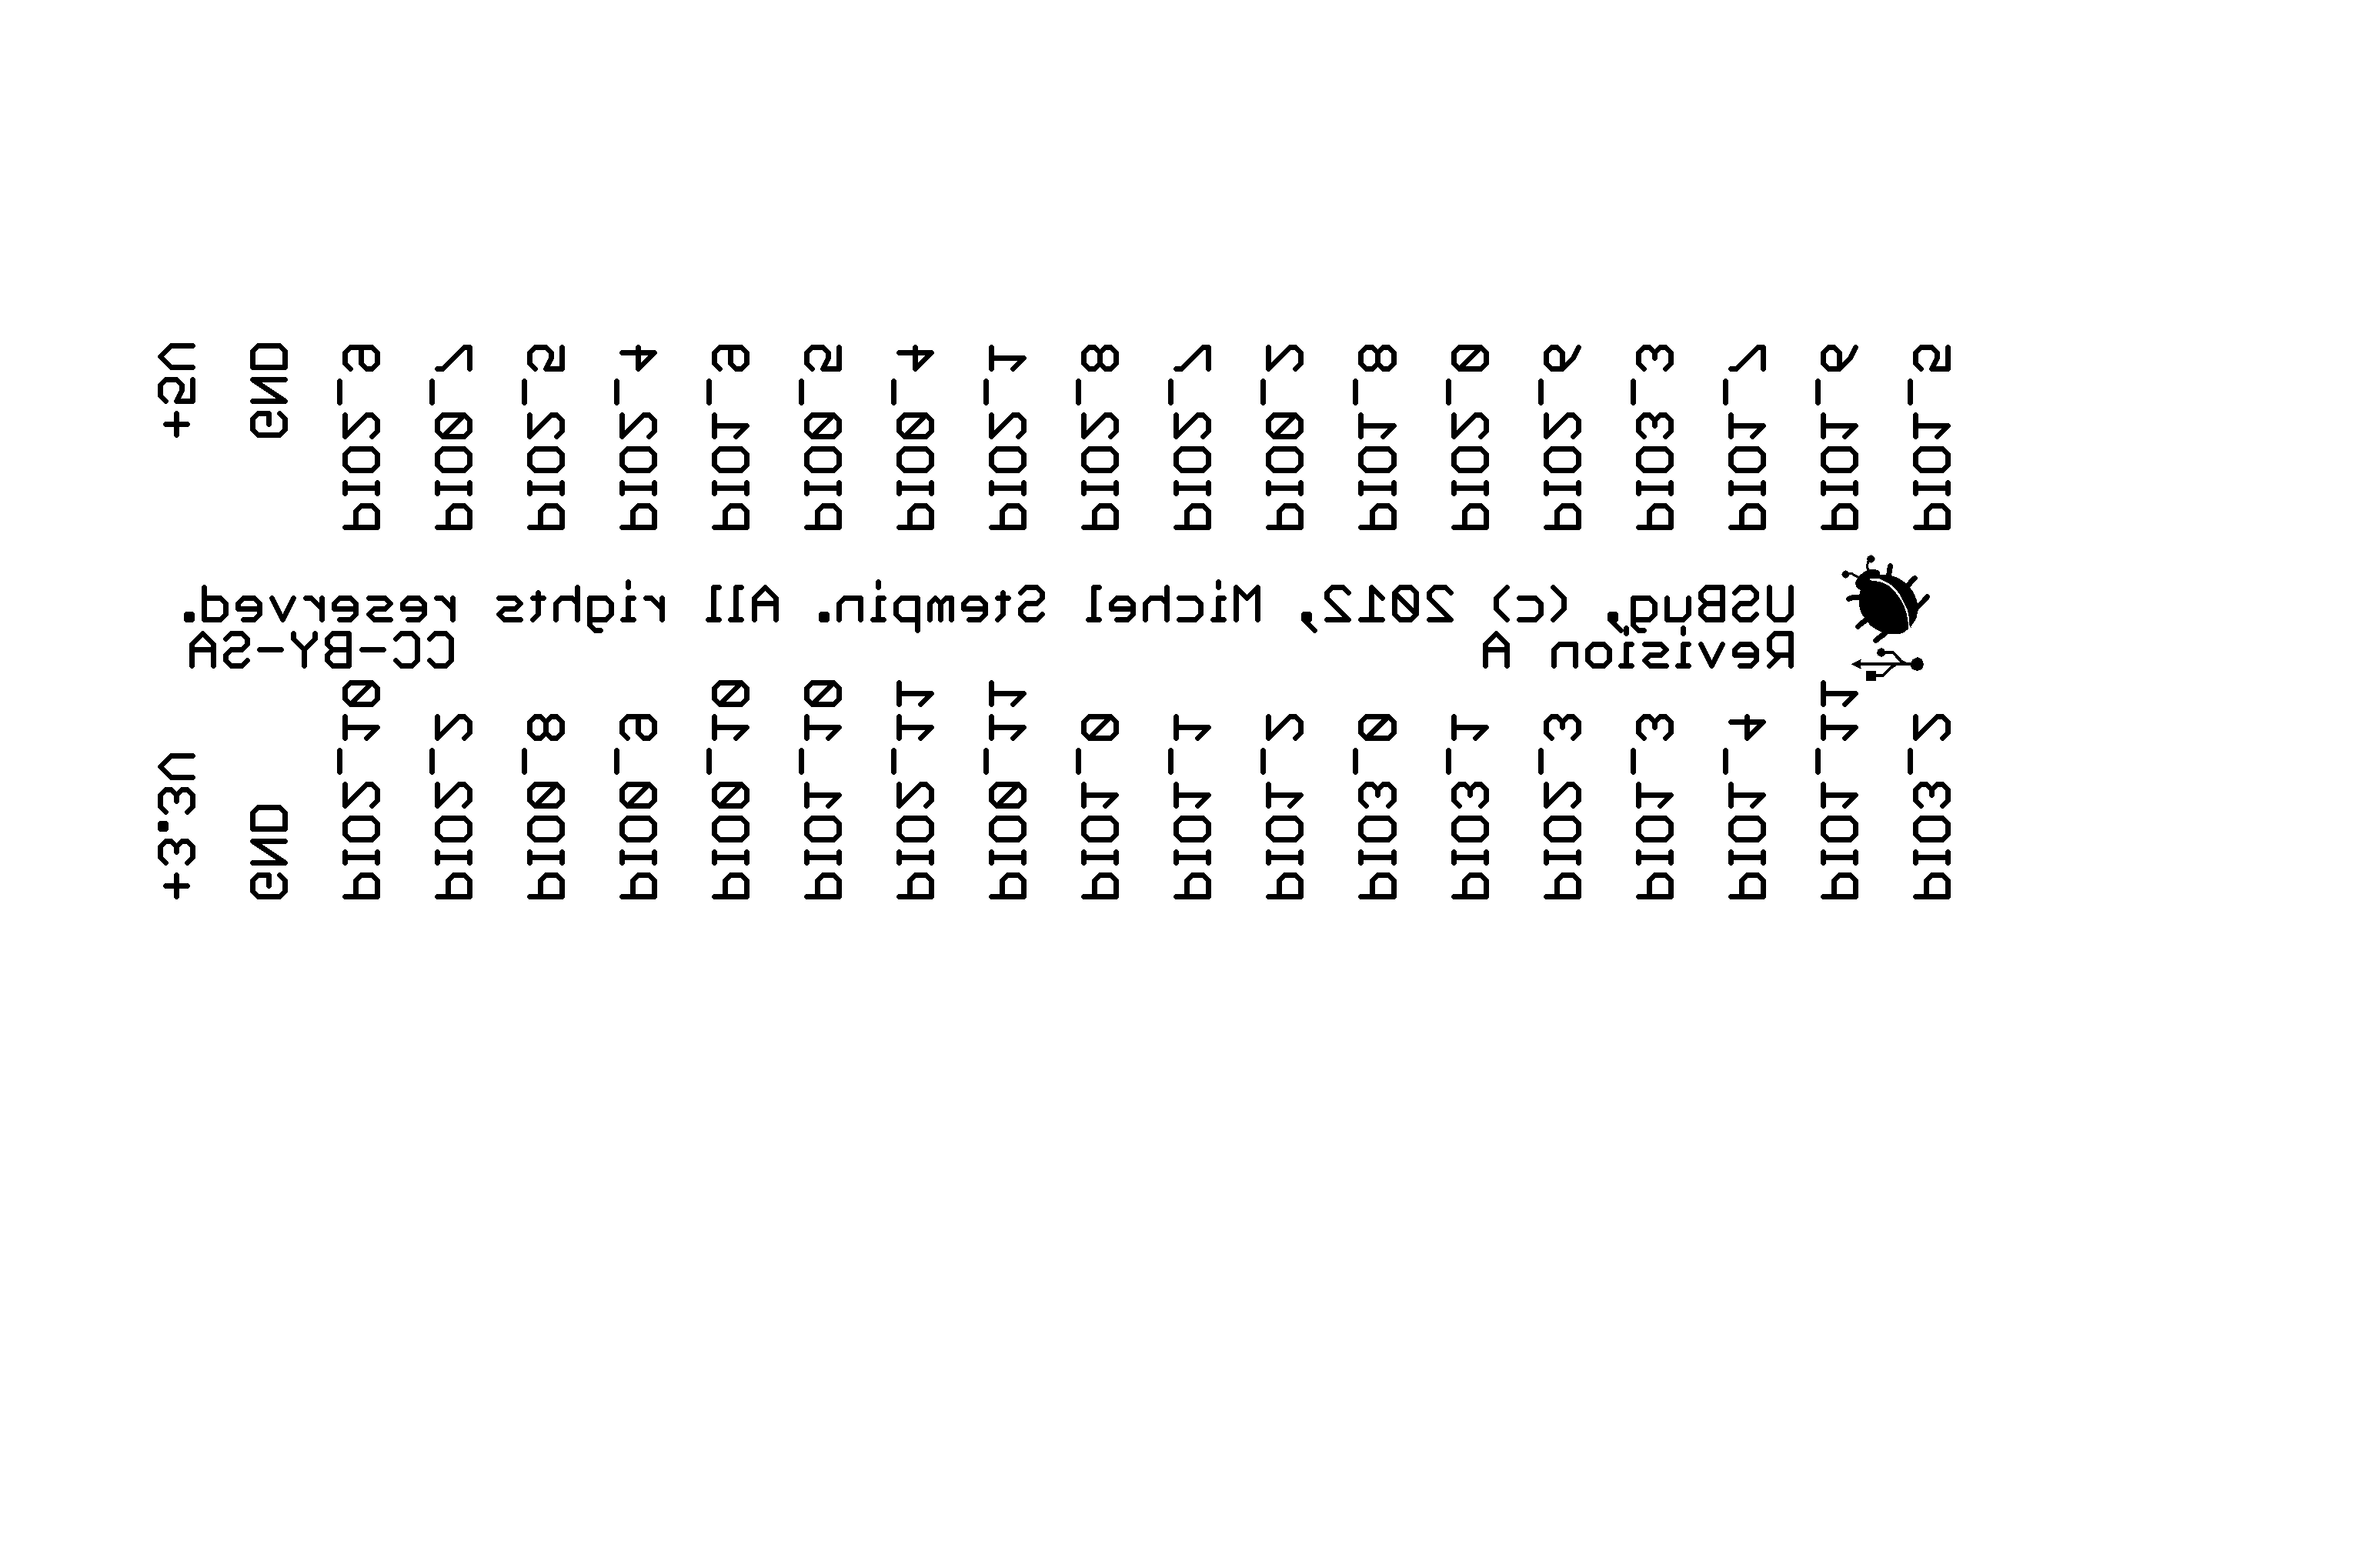 PIO1_5
PIO1_6
PIO1_7
PIO3_3
PIO2_6
PIO2_0
PIO1_8
PIO0_2
PIO2_7
PIO2_8
PIO2_1
PIO0_4
PIO0_5
PIO1_9
PIO2_4
PIO2_5
PIO0_7
PIO2_9
GND
+5V
USBug, (c) 2012, Michel Stempin. All rights reserved.
Revision A CC-BY-SA
PIO3_2
PIO1_11
PIO1_4
PIO1_3
PIO2_3
PIO3_1
PIO3_0
PIO1_2
PIO1_1
PIO1_0
PIO0_11
PIO2_11
PIO1_10
PIO0_10
PIO0_9
PIO0_8
PIO2_2
PIO2_10
GND
+3.3V